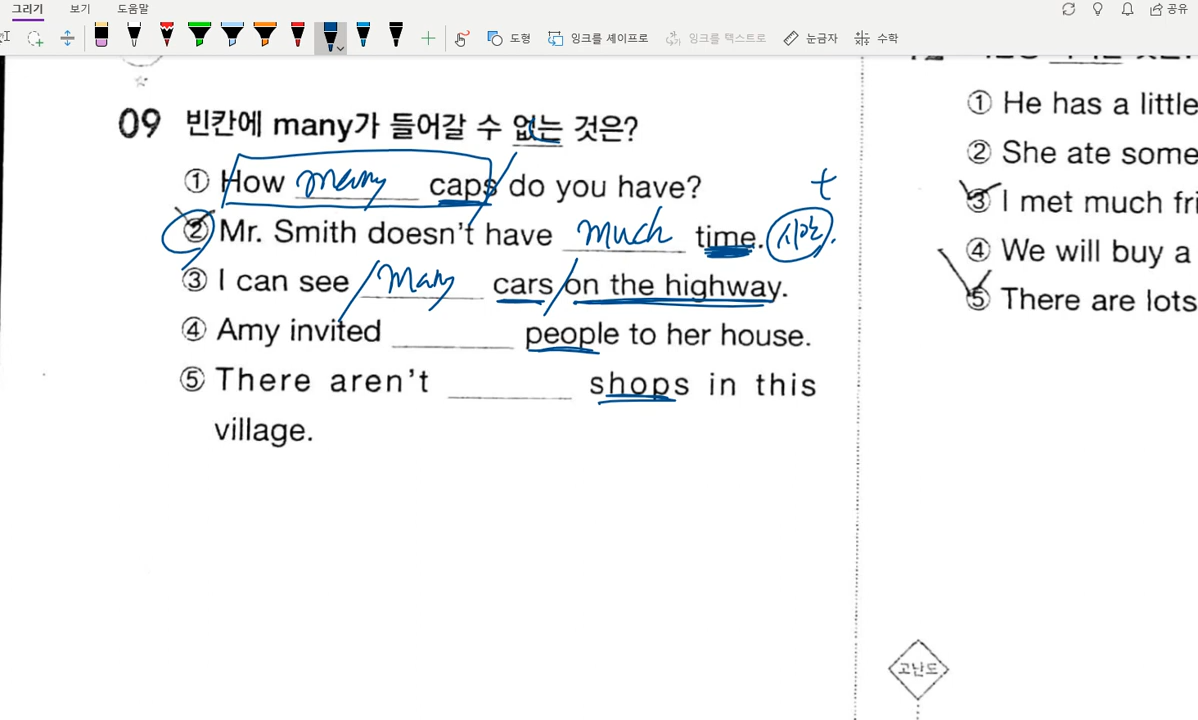 그리기 보기 도움말
공유
도형 잉크를 셰이프로 잉크를 텍스트로 눈금자 수학
09 빈칸에 many가 들어갈 수 없는 것은?
① How many caps do you have?
t
② Mr. Smith doesn't have much time. 시간.
③ I can see many cars on the highway.
④ Amy invited ________ people to her house.
⑤ There aren't ________ shops in this
village.
① He has a little
② She ate some
③ I met much fri
④ We will buy a
⑤ There are lots
고난도